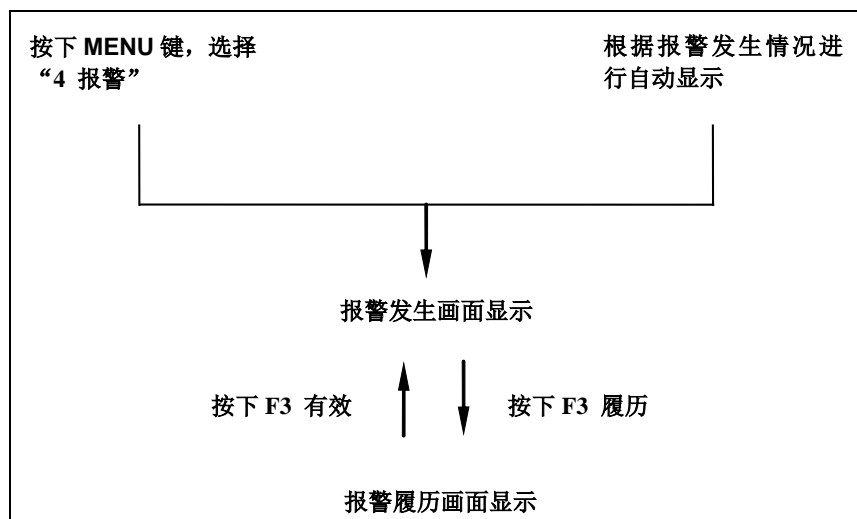 按下 MENU 键，选择
“4 报警”
根据报警发生情况进
行自动显示
报警发生画面显示
按下 F3 有效
按下 F3 履历
报警履历画面显示